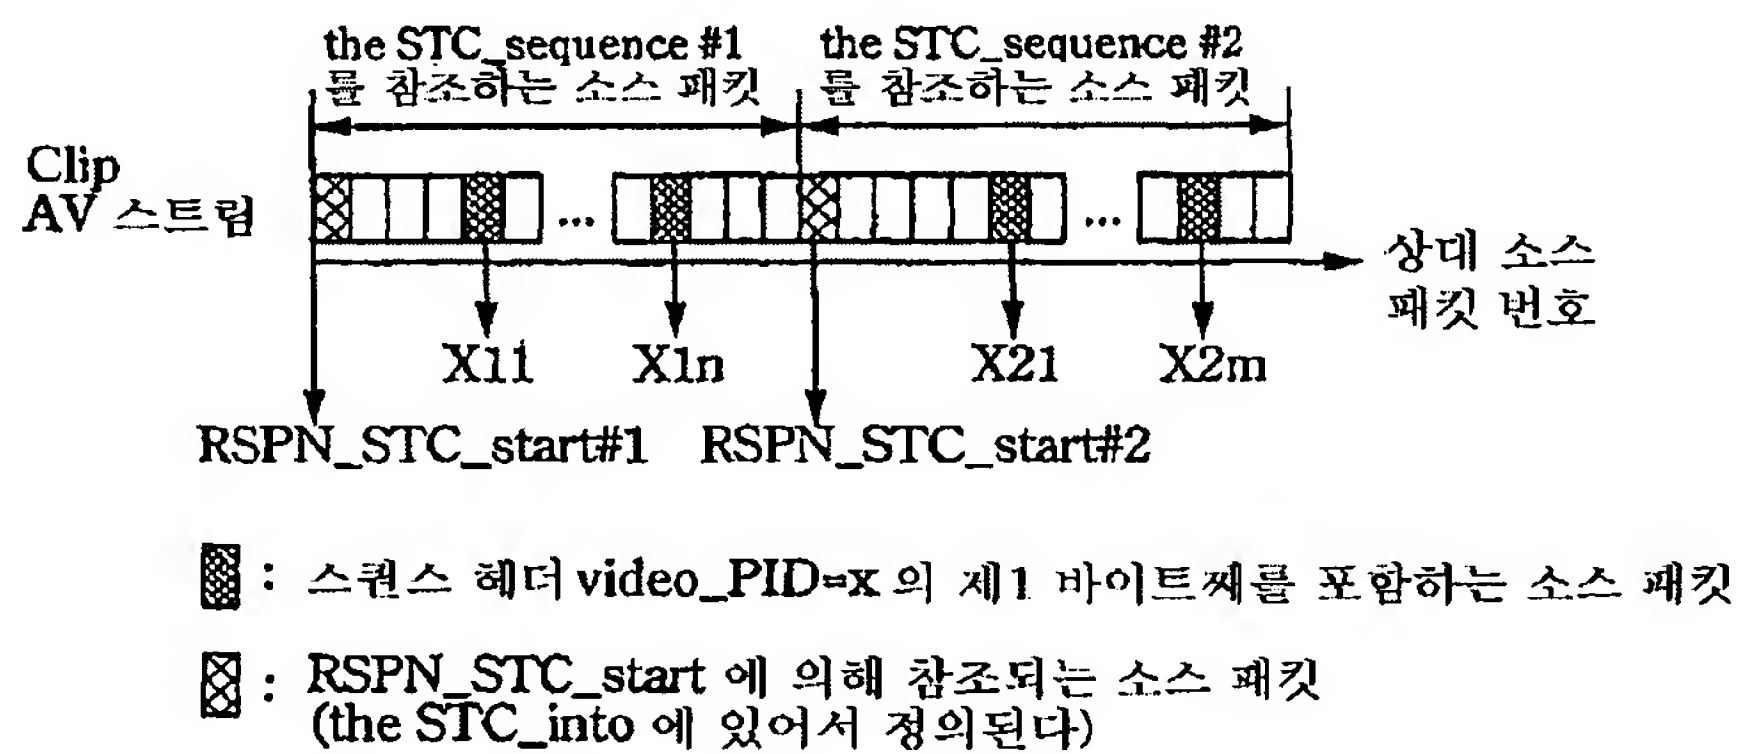 the STC_sequence #1
를 참조하는 소스 패킷
the STC_sequence #2
를 참조하는 소스 패킷
Clip
AV 스트림
...
...
상대 소스
패킷 번호
X11
X1n
X21
X2m
RSPN_STC_start#1
RSPN_STC_start#2
: 스퀀스 헤더 video_PID=x 의 제1 바이트째를 포함하는 소스 패킷
: RSPN_STC_start 에 의해 참조되는 소스 패킷
(the STC_into 에 있어서 정의된다)